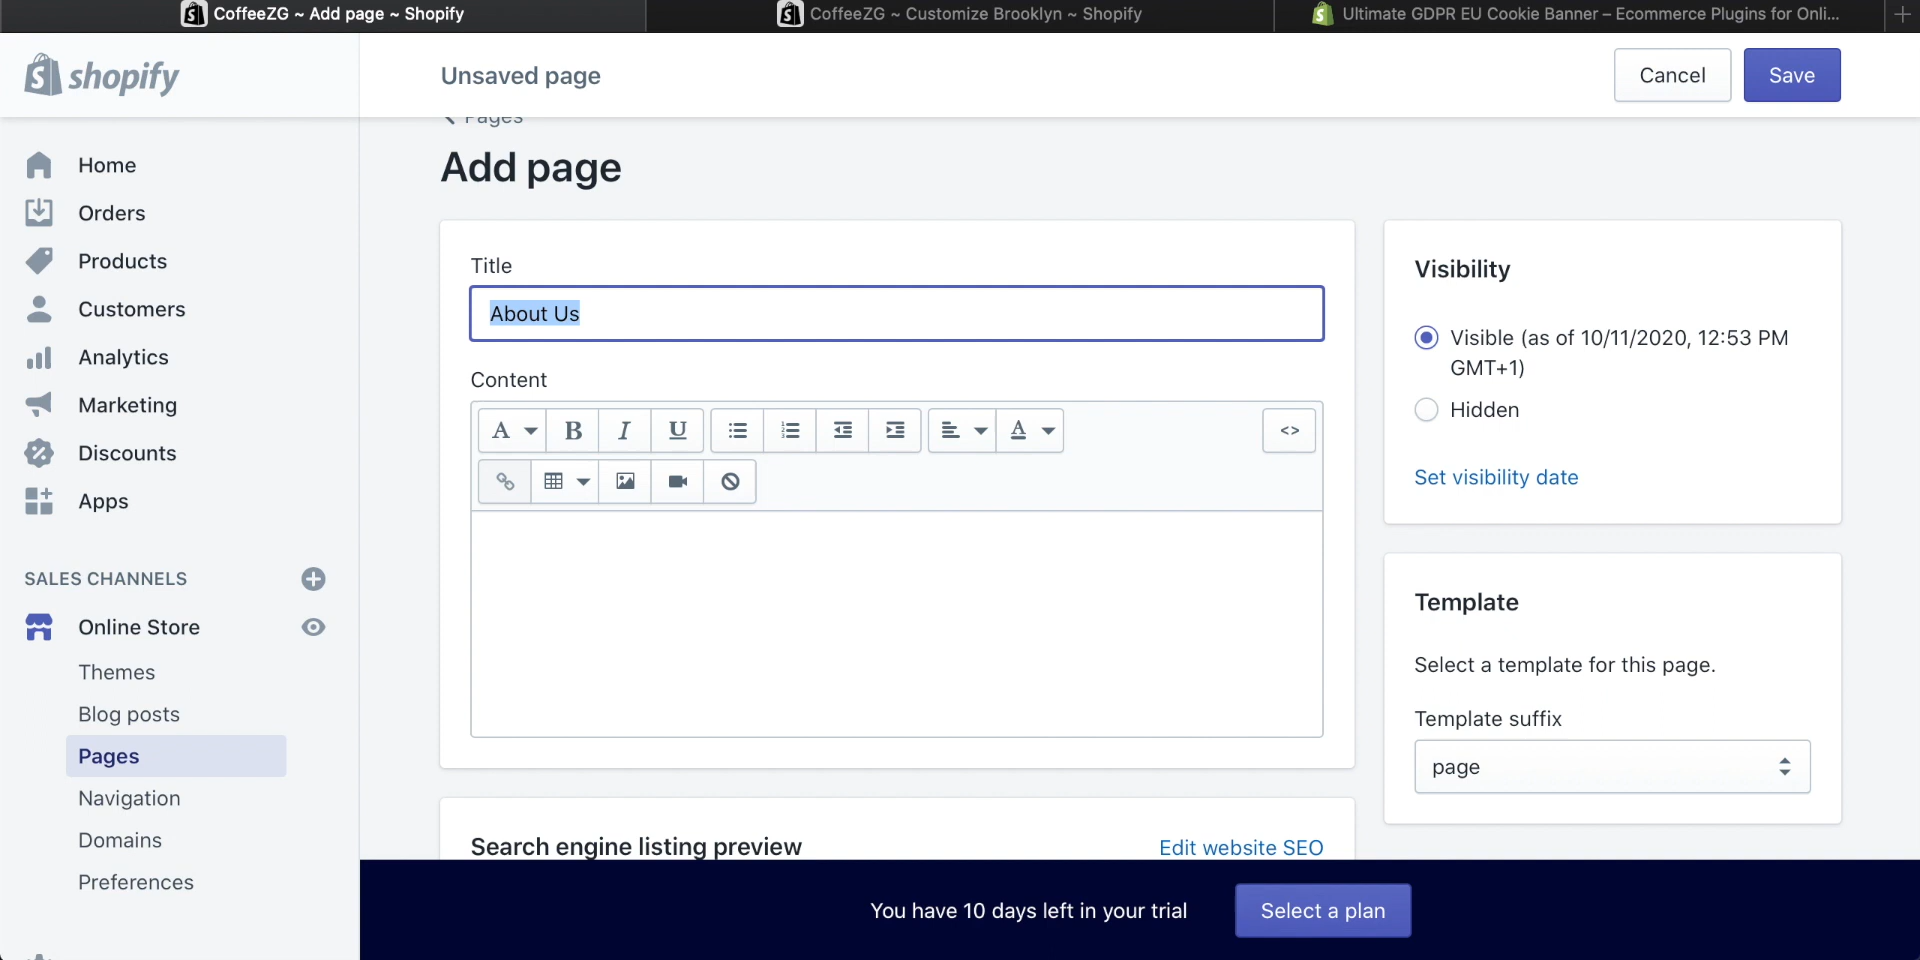 CoffeeZG ~ Add page ~ Shopify
CoffeeZG ~ Customize Brooklyn ~ Shopify
Ultimate GDPR EU Cookie Banner – Ecommerce Plugins for Onli...
shopify
Unsaved page
Cancel
Save
Pages
Add page
Home
Orders
Products
Customers
Analytics
Marketing
Discounts
Apps
SALES CHANNELS
Online Store
Themes
Blog posts
Pages
Navigation
Domains
Preferences
Title
About Us
Content
A B I U A <>
Search engine listing preview
Edit website SEO
Visibility
Visible (as of 10/11/2020, 12:53 PM
GMT+1)
Hidden
Set visibility date
Template
Select a template for this page.
Template suffix
page
You have 10 days left in your trial
Select a plan